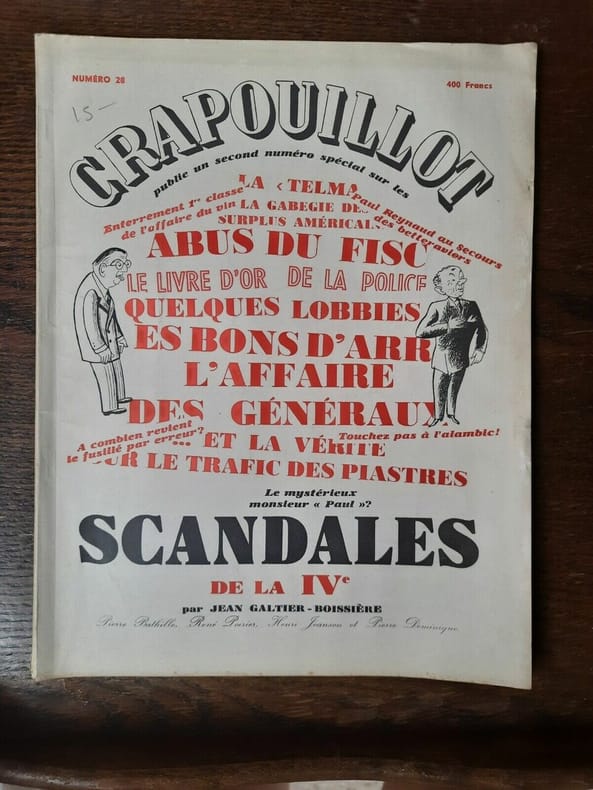 NUMÉRO 28
400 Francs
15 —
CRAPOUILLOT
publie un second numéro spécial sur les
LA « TELMA
Enterrement 1re classe
de l'affaire du vin
LA GABEGIE DES
SURPLUS AMÉRICAINS
Paul Reynaud au Secours
des betteraviers
ABUS DU FISC
LE LIVRE D'OR DE LA POLICE
QUELQUES LOBBIES
ES BONS D'ARR
L'AFFAIRE
DES GÉNÉRAUX
A combien revient
le fusillé par erreur?
Touchez pas à l'alambic!
... ET LA VÉRITÉ
UR LE TRAFIC DES PIASTRES
Le mystérieux
monsieur « Paul »?
SCANDALES
DE LA IVe
par JEAN GALTIER-BOISSIÈRE
Pierre Bathille, René Poirier, Henri Jeanson et Pierre Dominique